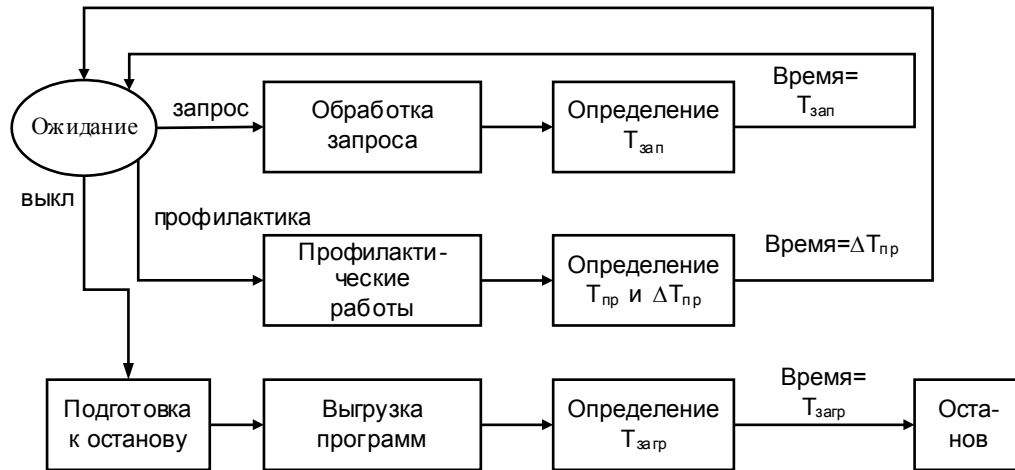 Ожидание
запрос
Обработка
запроса
Определение
Tзап
Время=
Tзап
выкл
профилактика
Профилакти-
ческие
работы
Определение
Tпр и ΔTпр
Время=ΔTпр
Подготовка
к останову
Выгрузка
программ
Определение
Tзагр
Время=
Tзагр
Оста-
нов